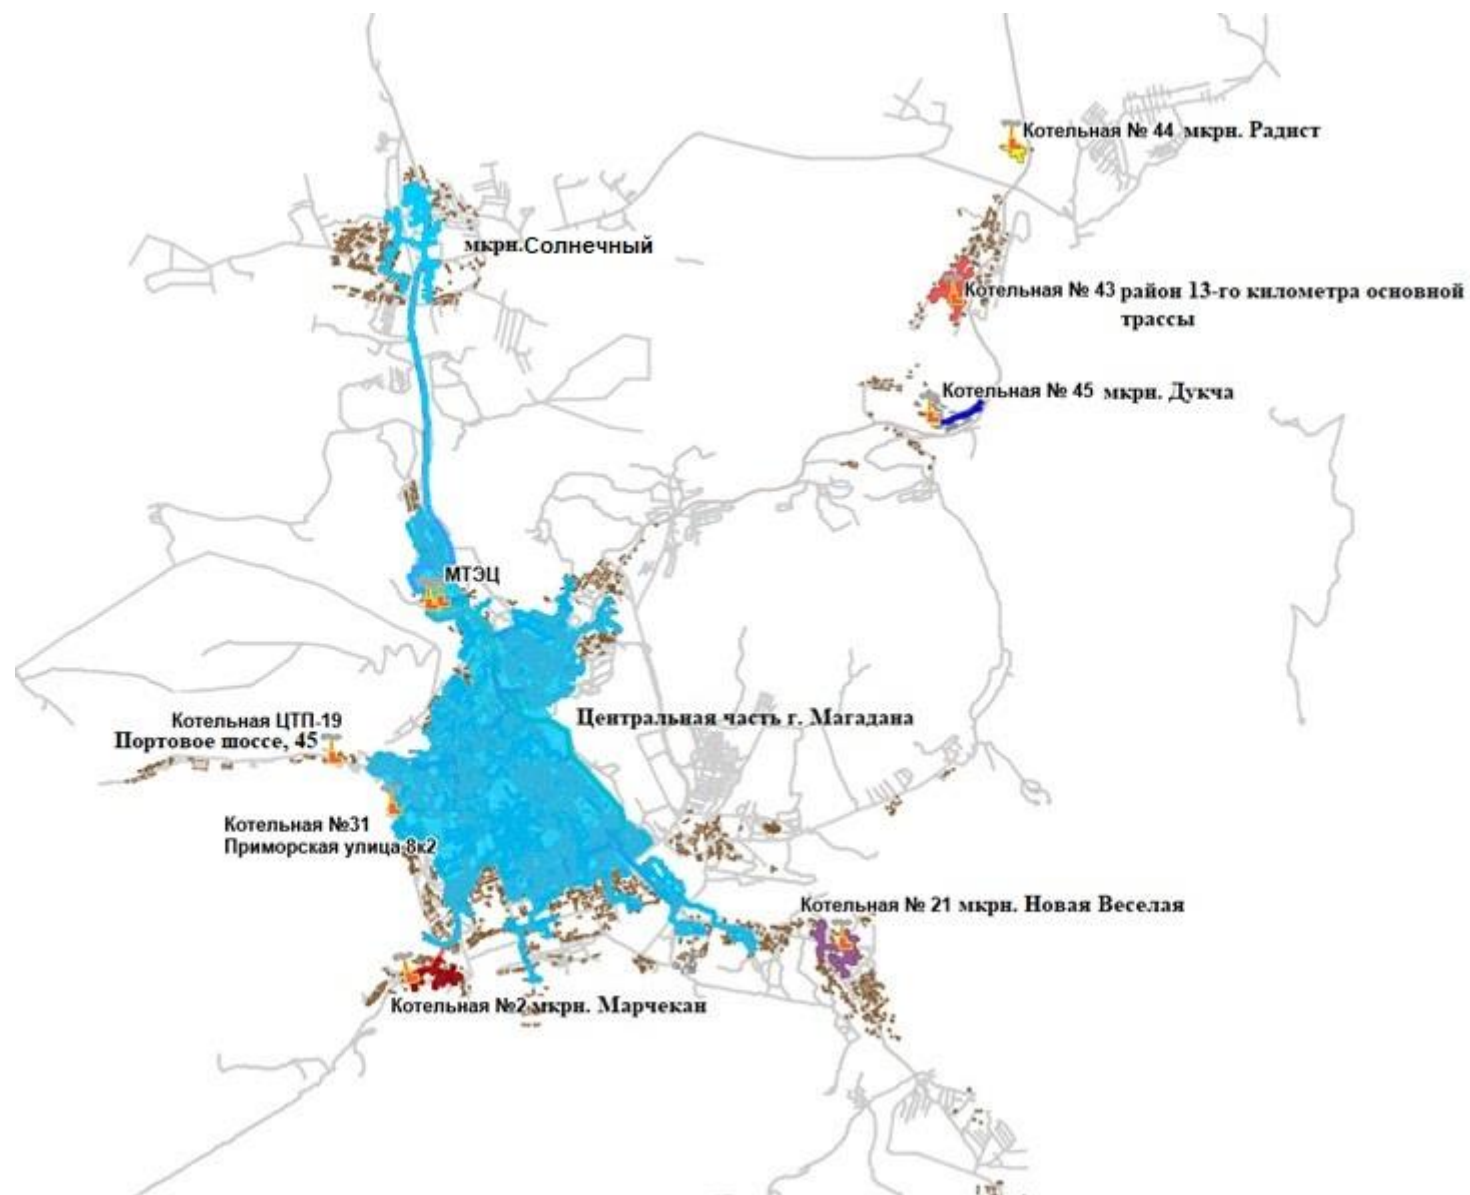 Котельная № 44 мкрн. Радист
мкрн.Солнечный
Котельная № 43 район 13-го километра основной
трассы
Котельная № 45 мкрн. Дукча
МТЭЦ
Котельная ЦТП-19
Портовое шоссе, 45
Центральная часть г. Магадана
Котельная №31
Приморская улица 8к2
Котельная № 21 мкрн. Новая Веселая
Котельная №2 мкрн. Марчекан